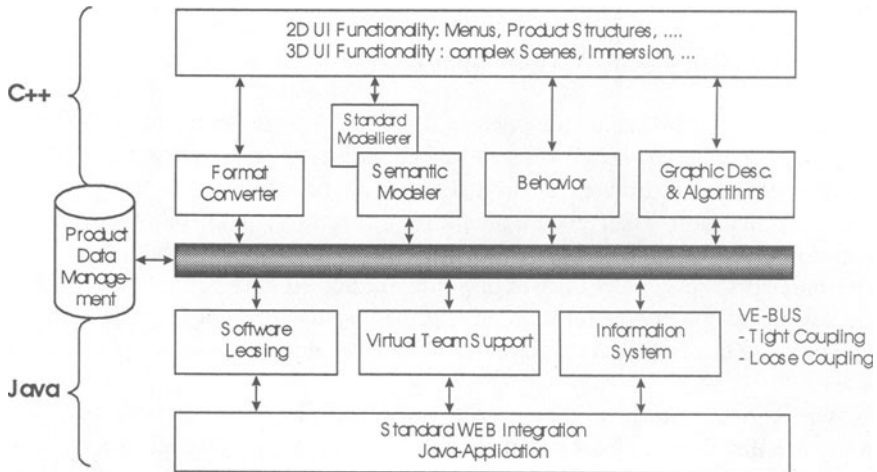 2D UI Functionality: Menus, Product Structures, ....
3D UI Functionality : complex Scenes, Immersion, ...
C++
Standard
Modellierer
Format
Converter
Semantic
Modeler
Behavior
Graphic Desc.
& Algortihms
Product
Data
Manage-
ment
Software
Leasing
Virtual Team Support
Information
System
VE-BUS
- Tight Coupling
- Loose Coupling
Java
Standard WEB Integration
Java-Application